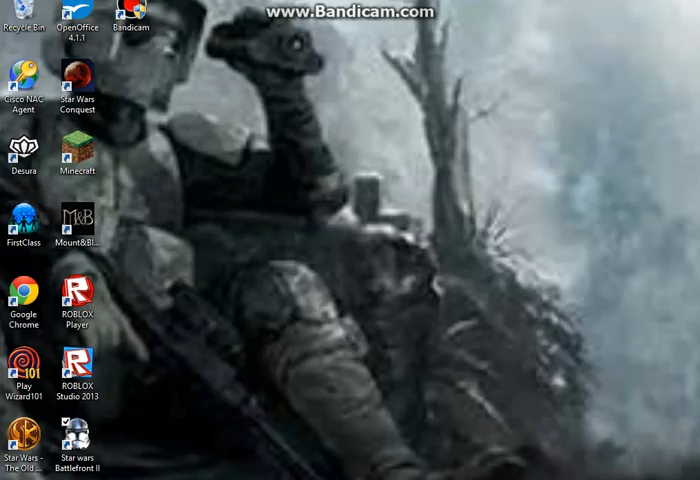 www.Bandicam.com
Recycle Bin
OpenOffice
4.1.1
Bandicam
Cisco NAC
Agent
Star Wars
Conquest
Desura
Minecraft
FirstClass
M&B
Mount&Bl...
Google
Chrome
ROBLOX
Player
101
Play
Wizard101
ROBLOX
Studio 2013
Star Wars -
The Old ...
Star wars
Battlefront II